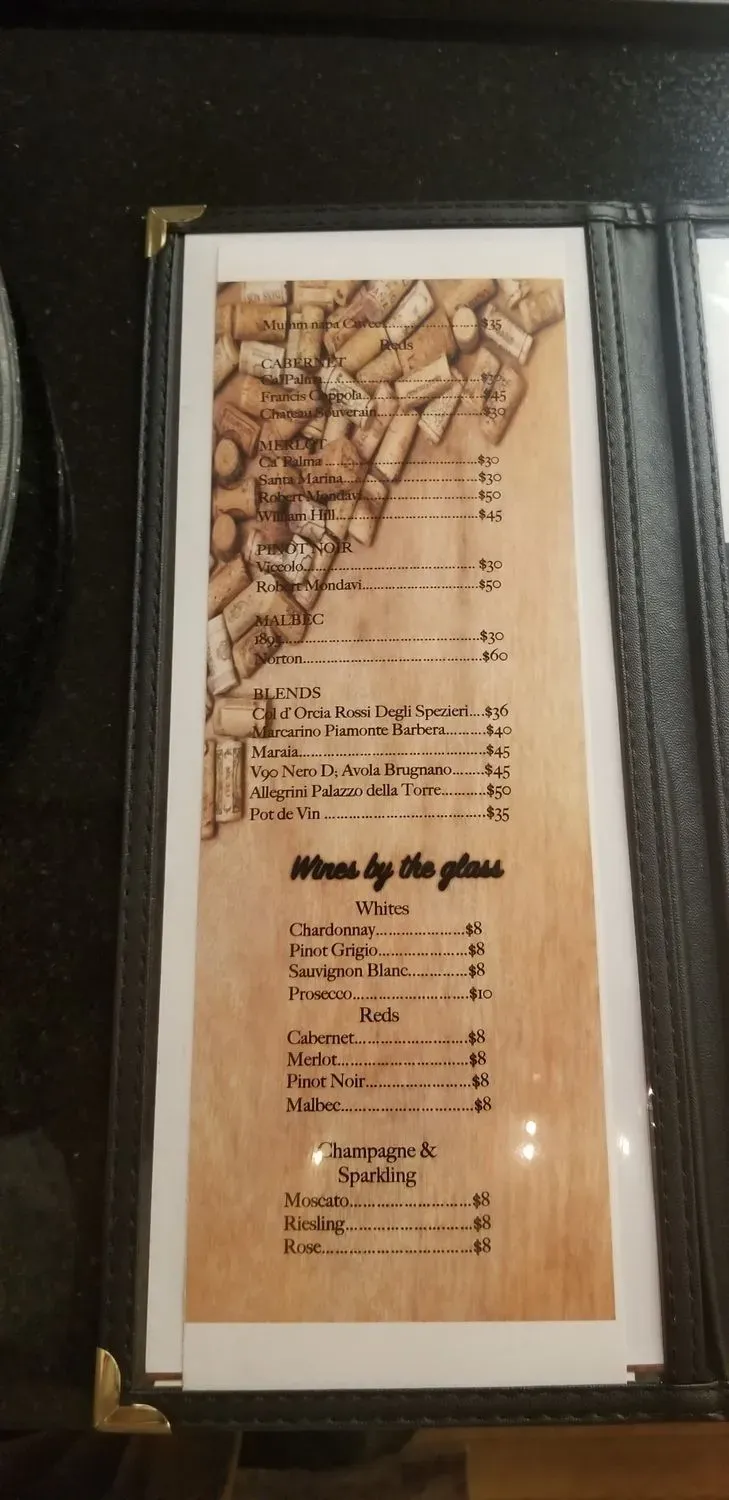 Mumm napa Cuvees..........................$35
Reds
CABERNET
Ca'Palma.............................................$30
Francis Coppola..................................$45
Chateau Souverain..............................$30
MERLOT
Ca' Palma ...........................................$30
Santa Marina.......................................$30
Robert Mondavi..................................$50
William Hill........................................$45
PINOT NOIR
Viccolo................................................ $30
Robert Mondavi.................................$50
MALBEC
Norton................................................$60
BLENDS
Col d' Orcia Rossi Degli Spezieri....$36
Marcarino Piamonte Barbera..........$40
Maraia.................................................$45
V90 Nero D; Avola Brugnano........$45
Allegrini Palazzo della Torre...........$50
Pot de Vin ..........................................$35
Wines by the glass
Whites
Chardonnay.......................$8
Pinot Grigio.......................$8
Sauvignon Blanc...............$8
Prosecco.............................$10
Reds
Cabernet.............................$8
Merlot..................................$8
Pinot Noir...........................$8
Malbec.................................$8
Champagne &
Sparkling
Moscato...............................$8
Riesling................................$8
Rose......................................$8